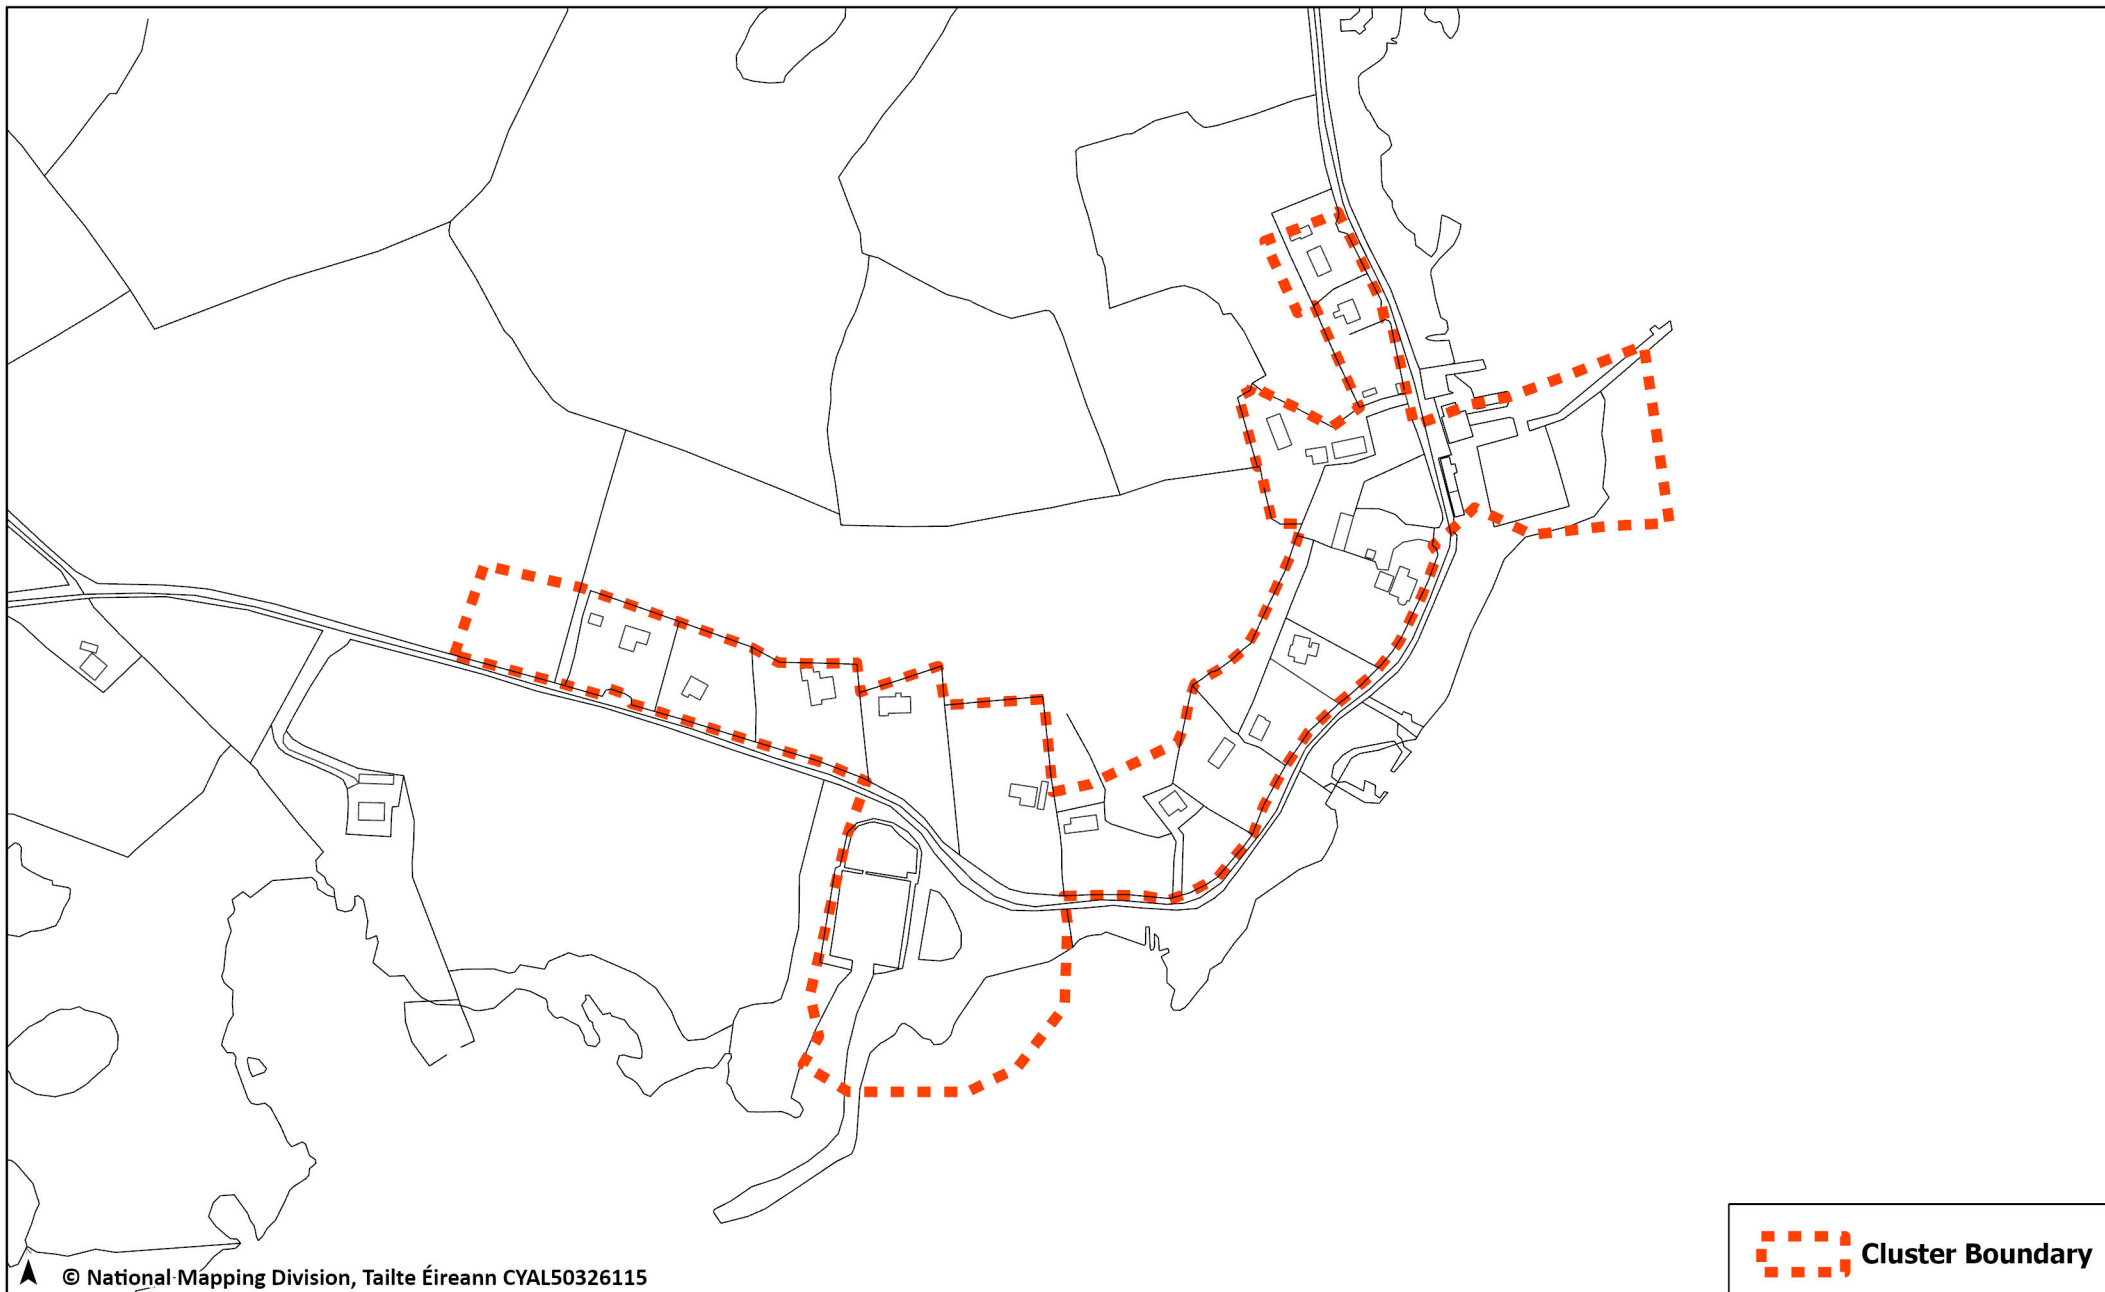 © National Mapping Division, Tailte Éireann CYAL50326115
Cluster Boundary